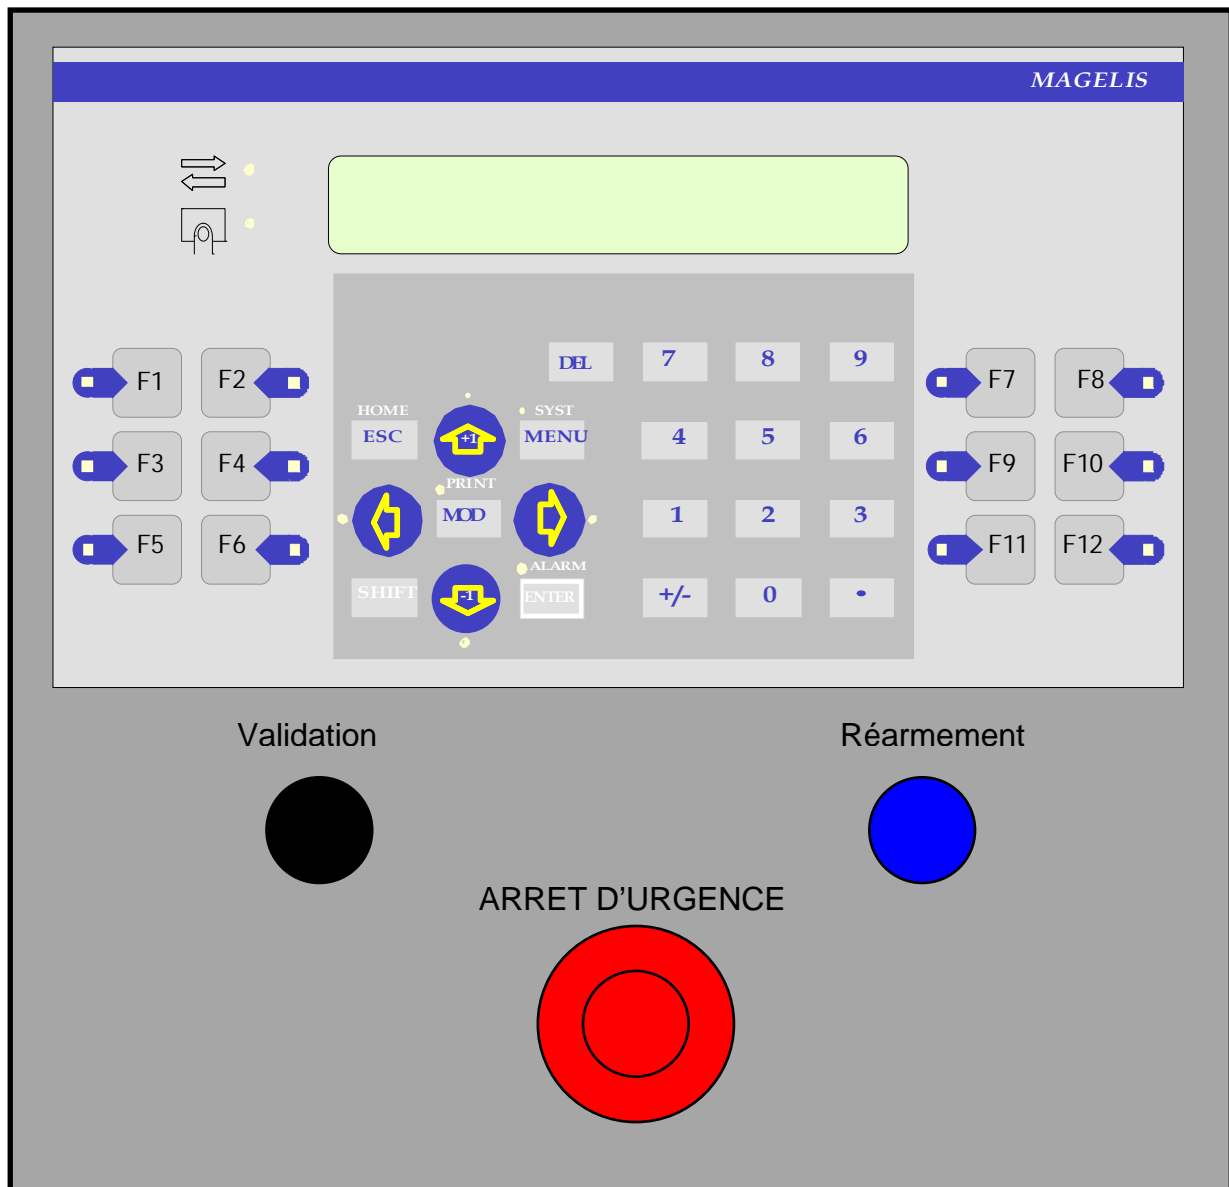 MAGELIS
DEL 7 8 9
F1 F2 F7 F8
HOME SYST
ESC +1 MENU 4 5 6
F3 F4 F9 F10
PRINT
MOD 1 2 3
F5 F6 F11 F12
ALARM
SHIFT -1 ENTER +/- 0 •
Validation Réarmement
ARRET D'URGENCE